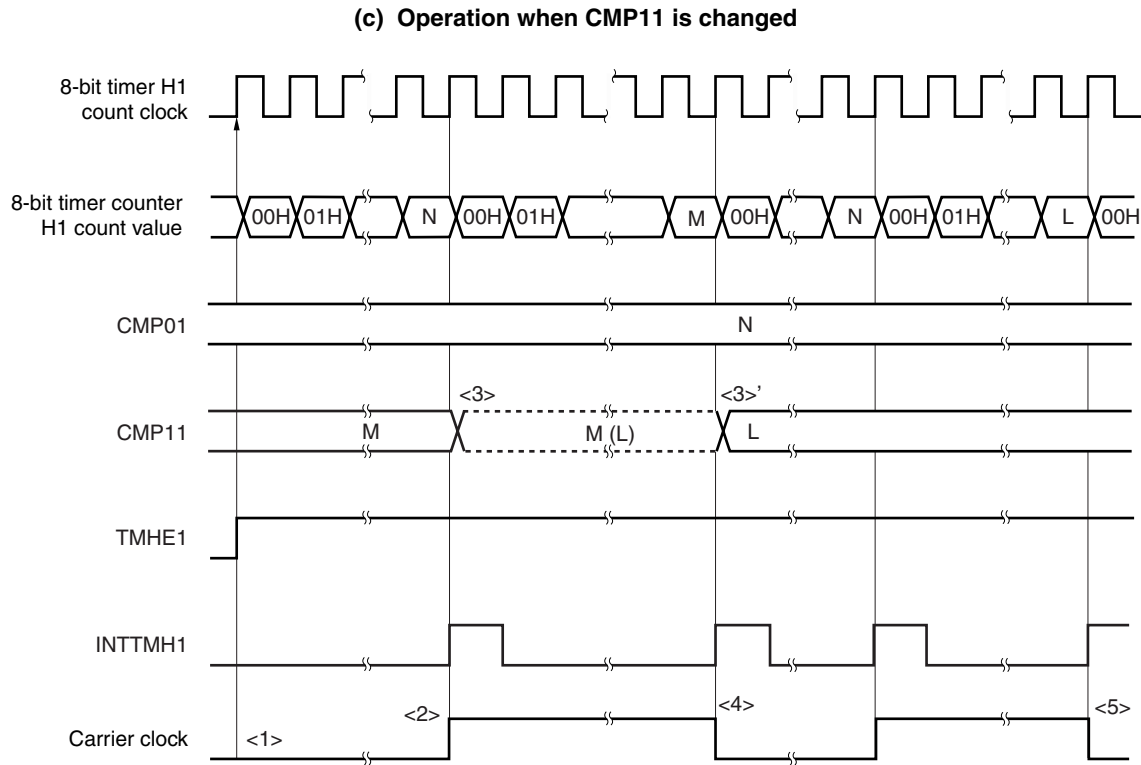 (c) Operation when CMP11 is changed
8-bit timer H1
count clock
8-bit timer counter
H1 count value
00H 01H N 00H 01H M 00H N 00H 01H L 00H
CMP01
N
<3> <3>’
CMP11
M M (L) L
TMHE1
INTTMH1
<2> <4> <5>
Carrier clock
<1>